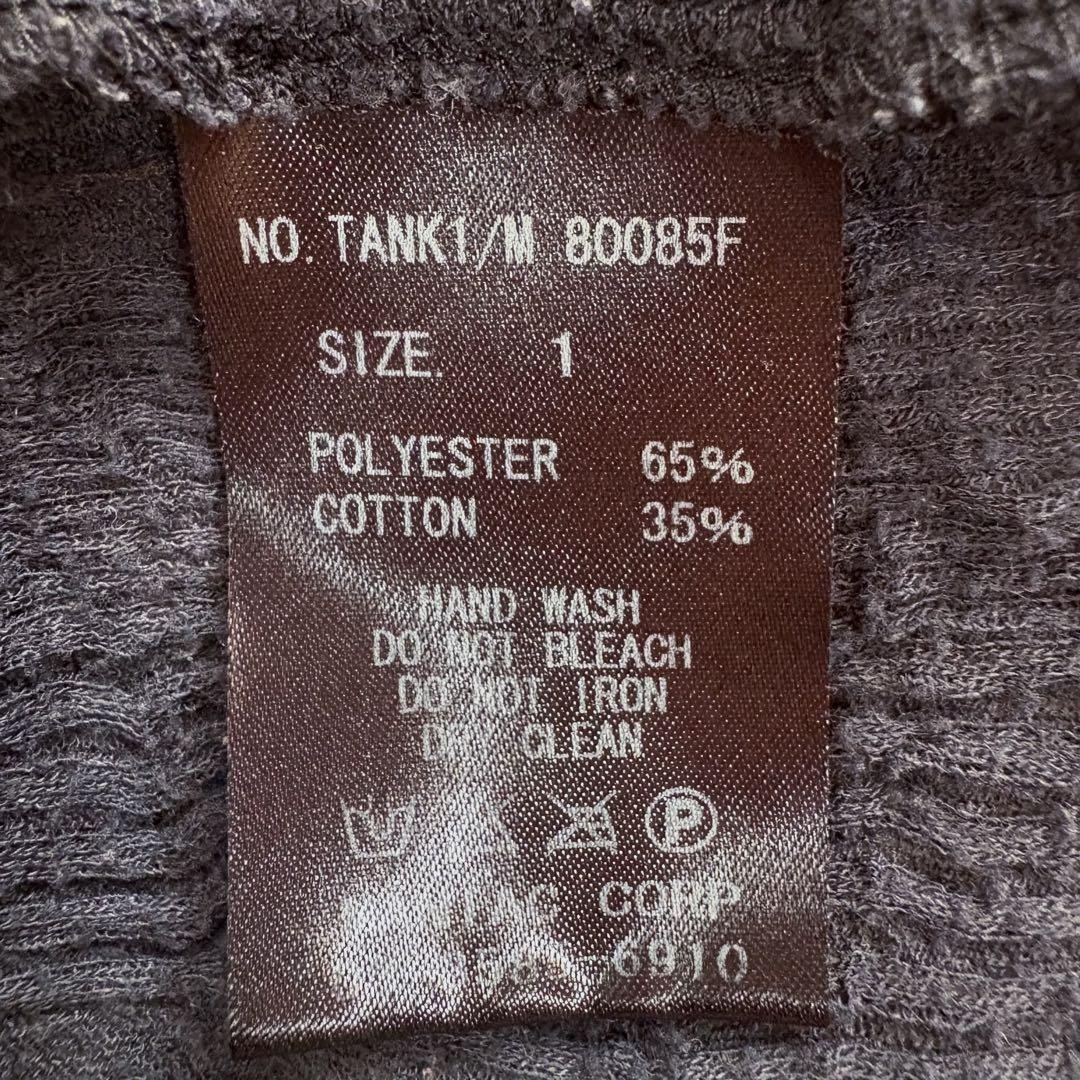 NO. TANK1/M 80085F
SIZE. 1
POLYESTER 65%
COTTON 35%
HAND WASH
DO NOT BLEACH
DO NOT IRON
DRY CLEAN
P
CORP
6910